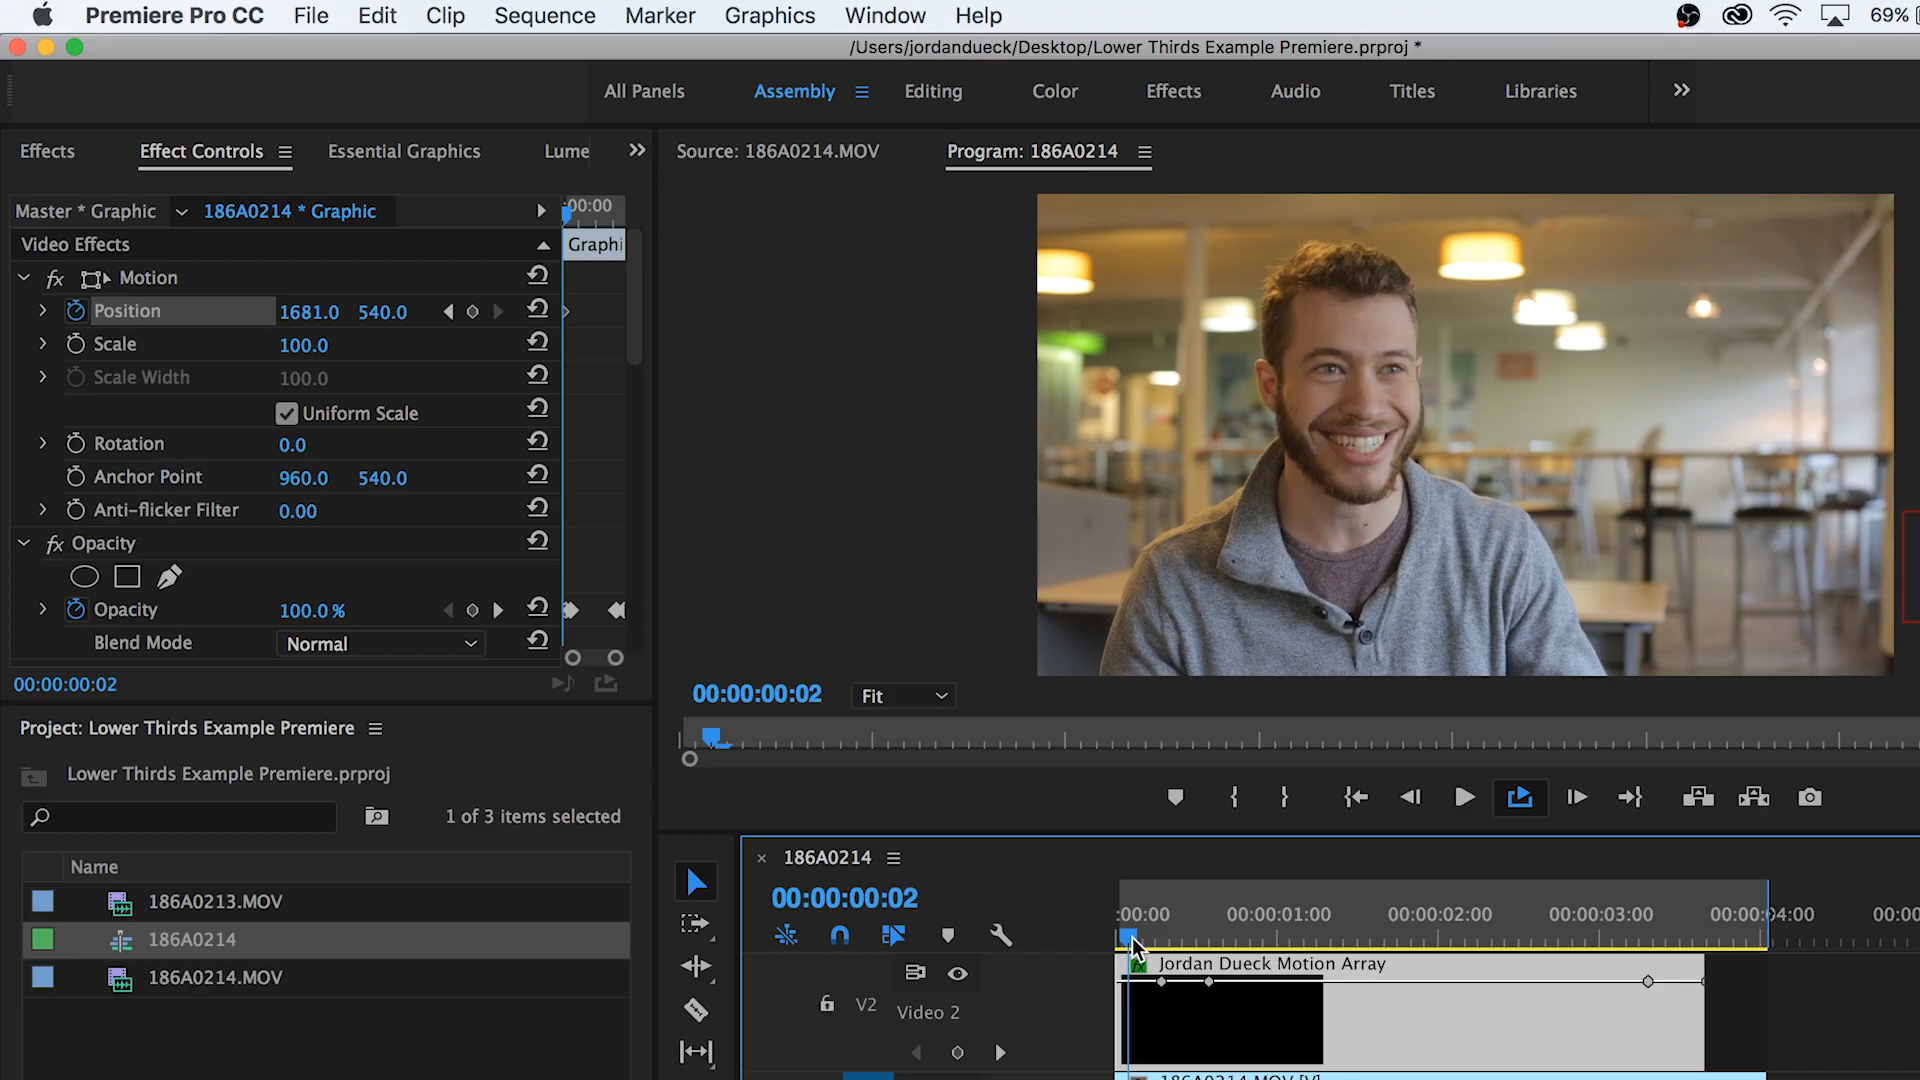 Premiere Pro CC File Edit Clip Sequence Marker Graphics Window Help 69%
/Users/jordandueck/Desktop/Lower Thirds Example Premiere.prproj *
All Panels Assembly Editing Color Effects Audio Titles Libraries
Effects Effect Controls Essential Graphics Lume
Source: 186A0214.MOV Program: 186A0214
Master * Graphic 186A0214 * Graphic :00:00
Video Effects Graphi
fx Motion
Position 1681.0 540.0
Scale 100.0
Scale Width 100.0
Uniform Scale
Rotation 0.0
Anchor Point 960.0 540.0
Anti-flicker Filter 0.00
fx Opacity
Opacity 100.0 %
Blend Mode Normal
00:00:00:02
00:00:00:02 Fit
Project: Lower Thirds Example Premiere
Lower Thirds Example Premiere.prproj
1 of 3 items selected
Name
186A0213.MOV
186A0214
186A0214.MOV
186A0214
00:00:00:02
:00:00 00:00:01:00 00:00:02:00 00:00:03:00 00:00:04:00 00:00
fx Jordan Dueck Motion Array
V2 Video 2
186A0214.MOV [V]